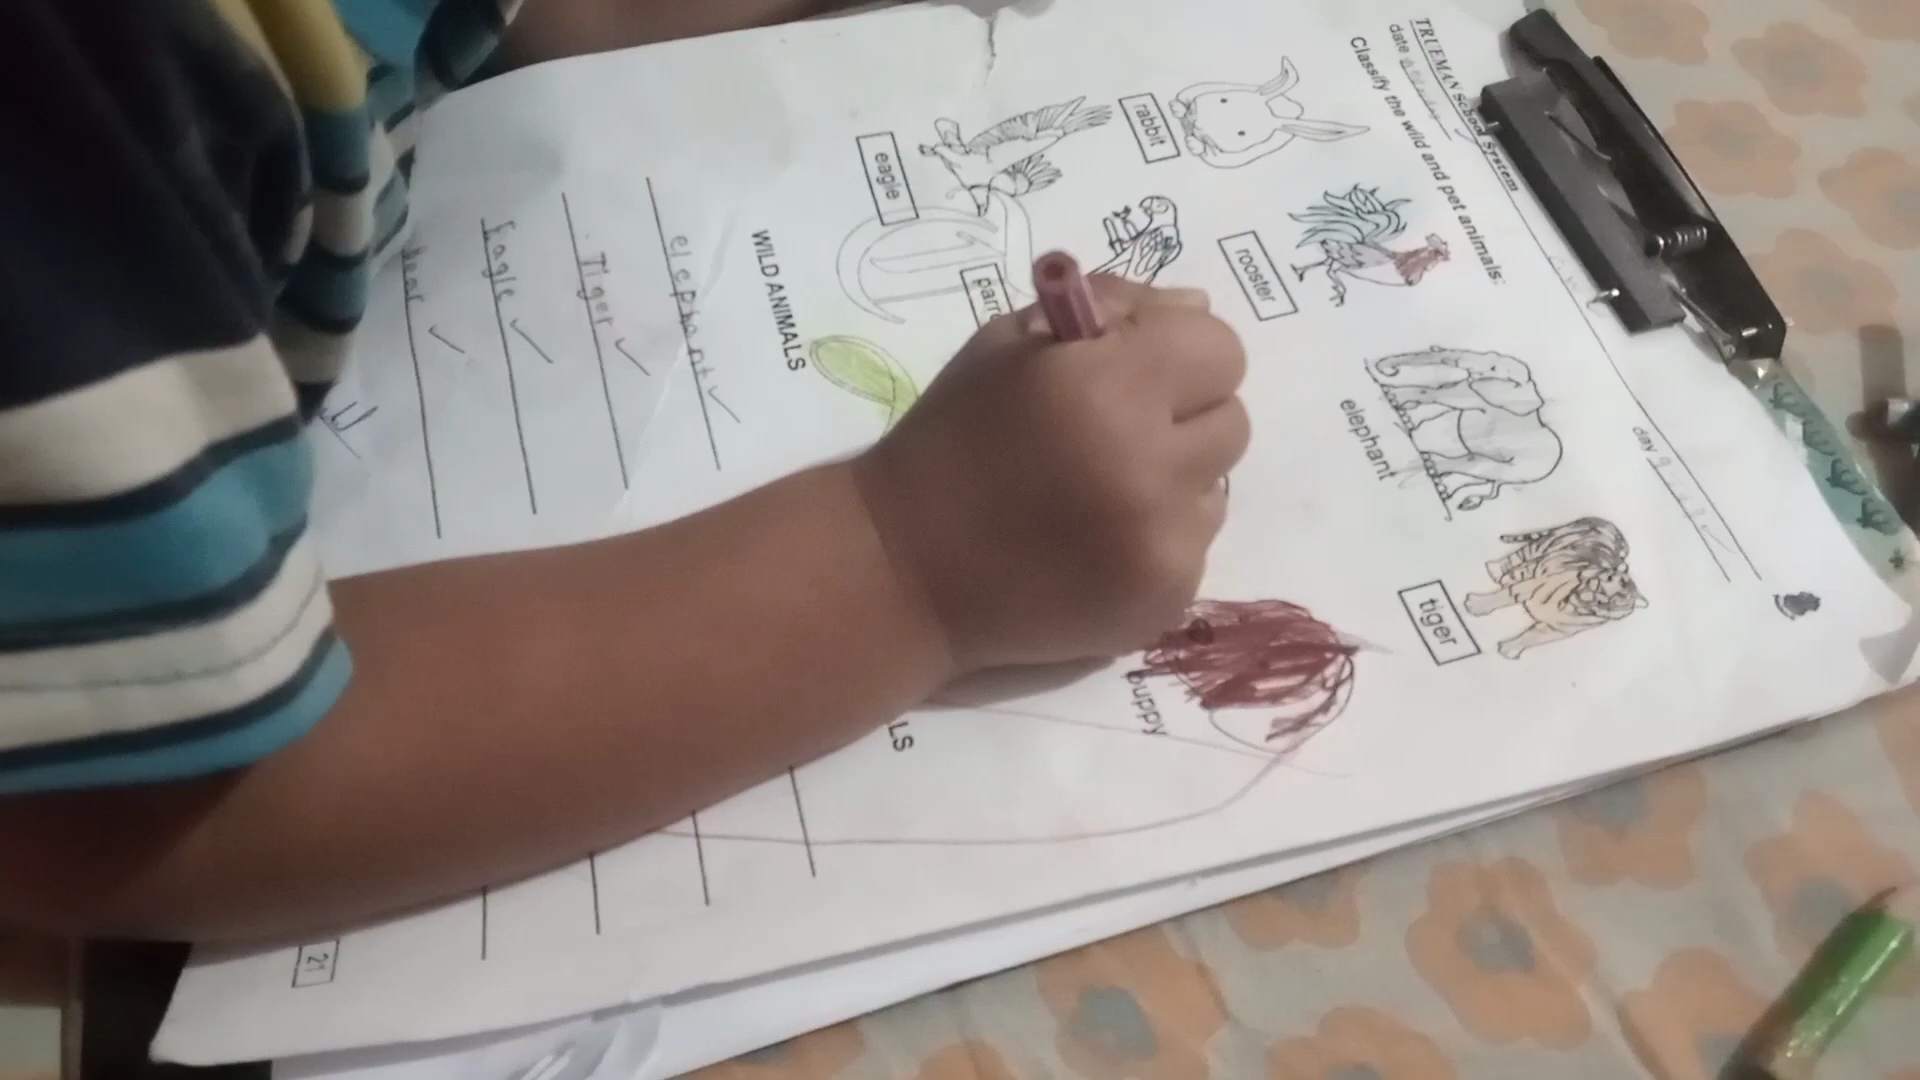 TRUEMAN School System
date
day
Classify the wild and pet animals:
rabbit
rooster
elephant
tiger
eagle
parro
puppy
WILD ANIMALS
LS
elephant ✓
Tiger ✓
Eagle ✓
bear ✓
21